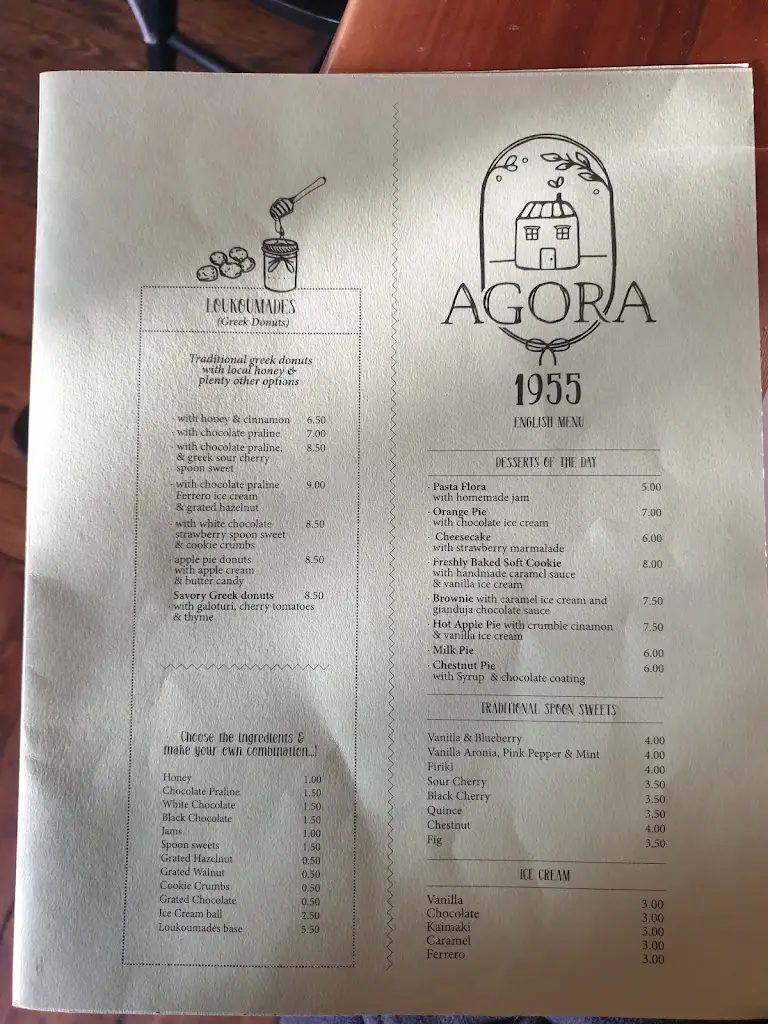 LOUKOUMADES
(Greek Donuts)
Traditional greek donuts
with local honey &
plenty other options
· with honey & cinnamon 6.50
· with chocolate praline 7.00
· with chocolate praline, 8.50
& greek sour cherry
spoon sweet
· with chocolate praline 9.00
Ferrero ice cream
& grated hazelnut
· with white chocolate 8.50
strawberry spoon sweet
& cookie crumbs
· apple pie donuts 8.50
with apple cream
& butter candy
Savory Greek donuts 8.50
· with galoturi, cherry tomatoes
& thyme
Choose the ingredients &
make your own combination...!
Honey 1.00
Chocolate Praline 1.50
White Chocolate 1.50
Black Chocolate 1.50
Jams 1.00
Spoon sweets 1.50
Grated Hazelnut 0.50
Grated Walnut 0.50
Cookie Crumbs 0.50
Grated Chocolate 0.50
Ice Cream ball 2.50
Loukoumades base 5.50
AGORA
1955
ENGLISH MENU
DESSERTS OF THE DAY
· Pasta Flora 5.00
with homemade jam
· Orange Pie 7.00
with chocolate ice cream
· Cheesecake 6.00
with strawberry marmalade
· Freshly Baked Soft Cookie 8.00
with handmade caramel sauce
& vanilla ice cream
Brownie with caramel ice cream and 7.50
gianduja chocolate sauce
· Hot Apple Pie with crumble cinamon 7.50
& vanilla ice cream
· Milk Pie 6.00
· Chestnut Pie 6.00
with Syrup & chocolate coating
TRADITIONAL SPOON SWEETS
Vanilla & Blueberry 4.00
Vanilla Aronia, Pink Pepper & Mint 4.00
Firiki 4.00
Sour Cherry 3.50
Black Cherry 3.50
Quince 3.50
Chestnut 4.00
Fig 3.50
ICE CREAM
Vanilla 3.00
Chocolate 3.00
Kaimaki 3.00
Caramel 3.00
Ferrero 3.00